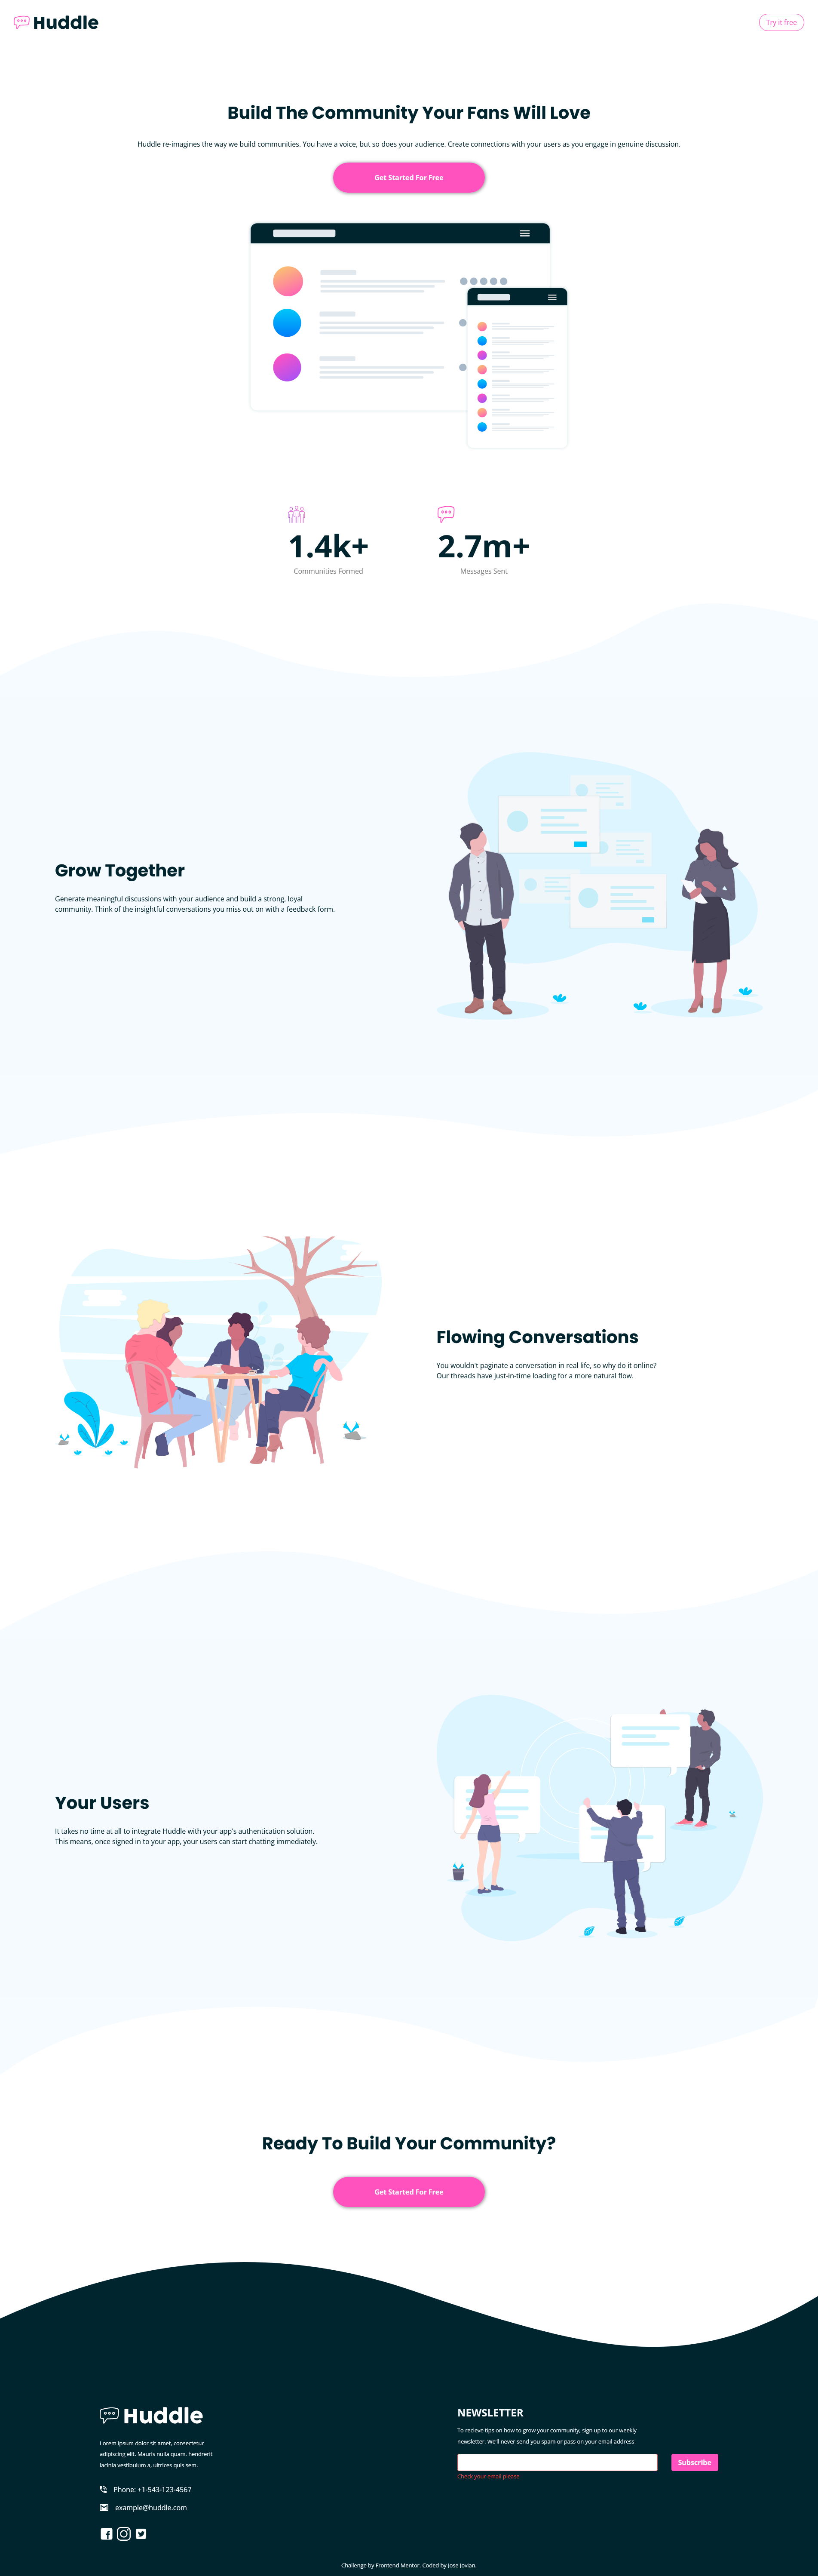 Huddle
Try it free
Build The Community Your Fans Will Love
Huddle re-imagines the way we build communities. You have a voice, but so does your audience. Create connections with your users as you engage in genuine discussion.
Get Started For Free
1.4k+
Communities Formed
2.7m+
Messages Sent
Grow Together
Generate meaningful discussions with your audience and build a strong, loyal
community. Think of the insightful conversations you miss out on with a feedback form.
Flowing Conversations
You wouldn't paginate a conversation in real life, so why do it online?
Our threads have just-in-time loading for a more natural flow.
Your Users
It takes no time at all to integrate Huddle with your app's authentication solution.
This means, once signed in to your app, your users can start chatting immediately.
Ready To Build Your Community?
Get Started For Free
Huddle
Lorem ipsum dolor sit amet, consectetur
adipiscing elit. Mauris nulla quam, hendrerit
lacinia vestibulum a, ultrices quis sem.
Phone: +1-543-123-4567
example@huddle.com
NEWSLETTER
To recieve tips on how to grow your community, sign up to our weekly
newsletter. We'll never send you spam or pass on your email address
Subscribe
Check your email please
Challenge by Frontend Mentor. Coded by Jose Jovian.